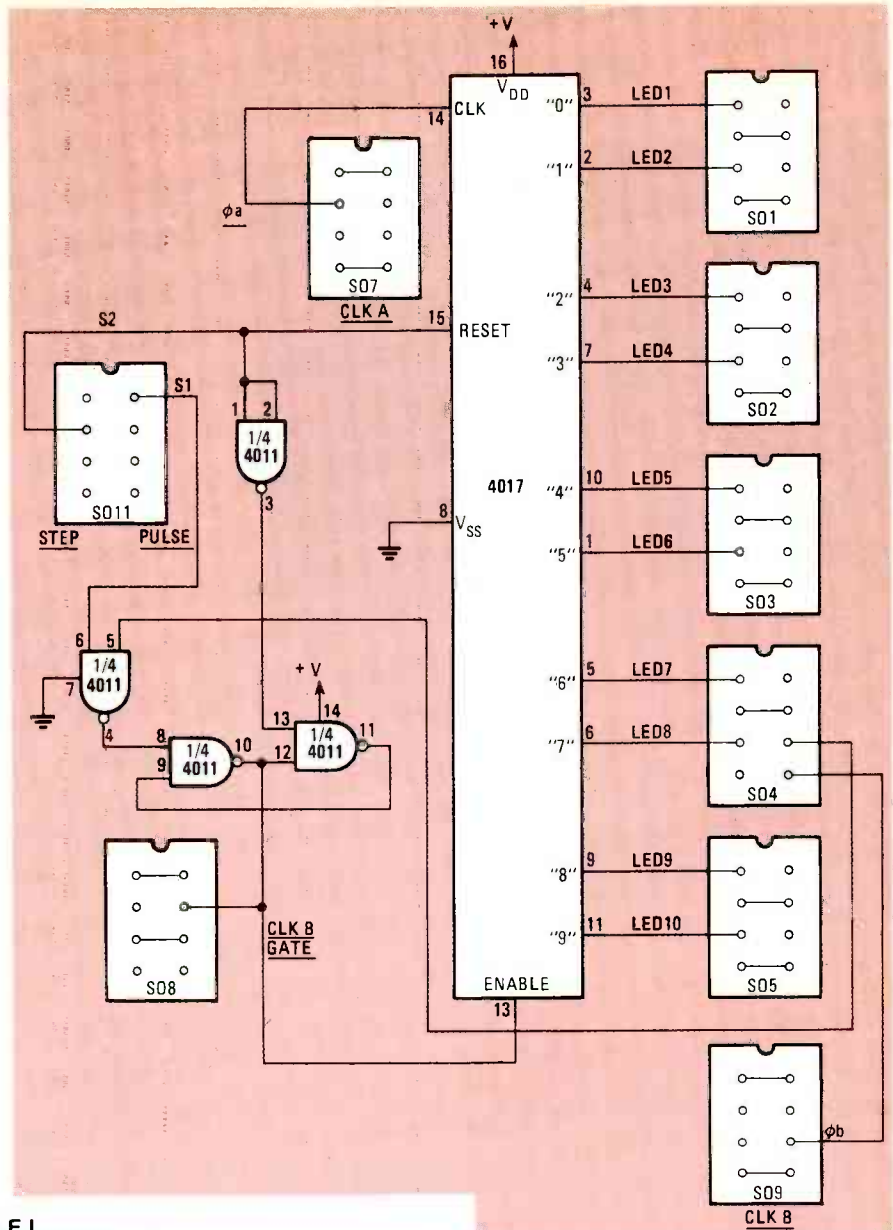 +V
16
VDD
14
CLK
"0"
3
LED1
"1"
2
LED2
SO1
φa
SO7
CLK A
"2"
4
LED3
"3"
7
LED4
SO2
S2
15
RESET
S1
SO11
STEP
PULSE
1
2
1/4
4011
3
4017
"4"
10
LED5
"5"
1
LED6
SO3
8
VSS
6
5
1/4
4011
7
4
+V
14
13
12
1/4
4011
11
8
9
1/4
4011
10
"6"
5
LED7
"7"
6
LED8
SO4
SO8
CLK B
GATE
"8"
9
LED9
"9"
11
LED10
SO5
ENABLE
13
φb
SO9
CLK B